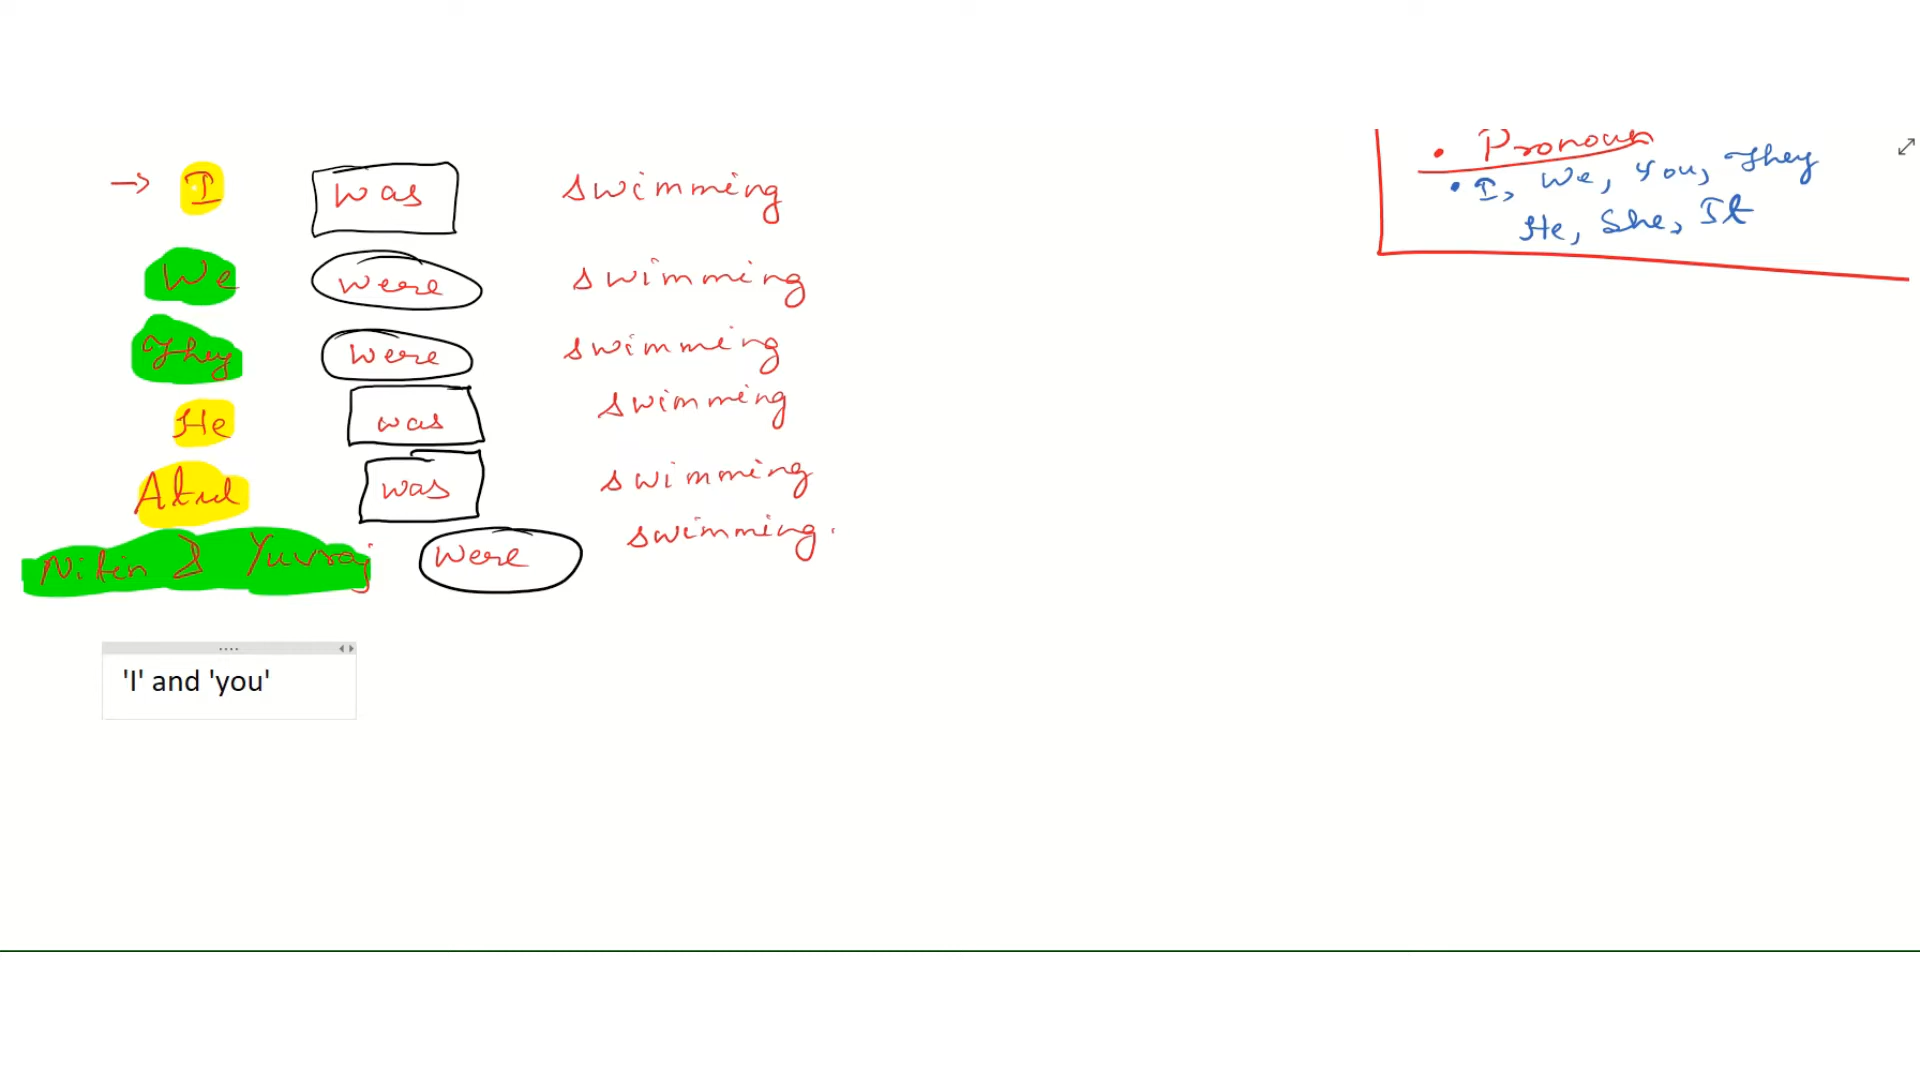 → I was swimming
We were swimming
They were swimming
He was swimming
Atul was swimming
Nitin & Yuvraj were swimming.
'I' and 'you'
• Pronoun
• I, We, You, They
He, She, It